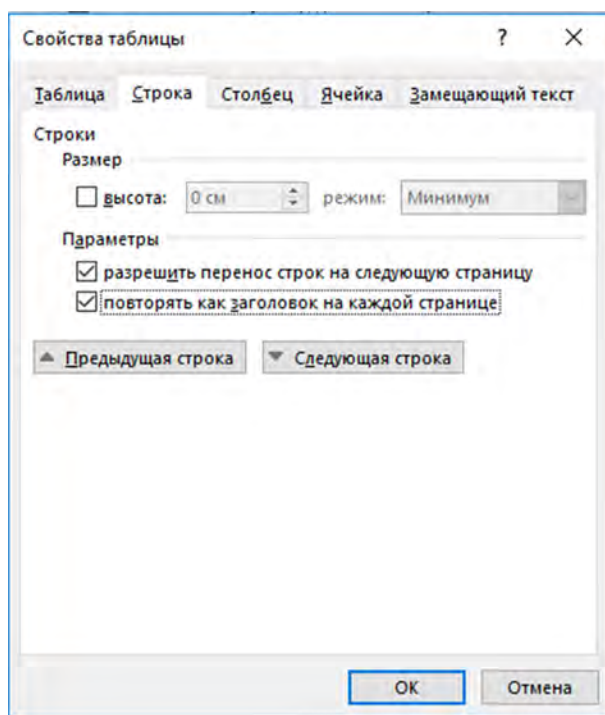 Свойства таблицы ? ×
Таблица Строка Столбец Ячейка Замещающий текст
Строки
Размер
высота: 0 см режим: Минимум
Параметры
разрешить перенос строк на следующую страницу
повторять как заголовок на каждой странице
Предыдущая строка Следующая строка
ОК Отмена